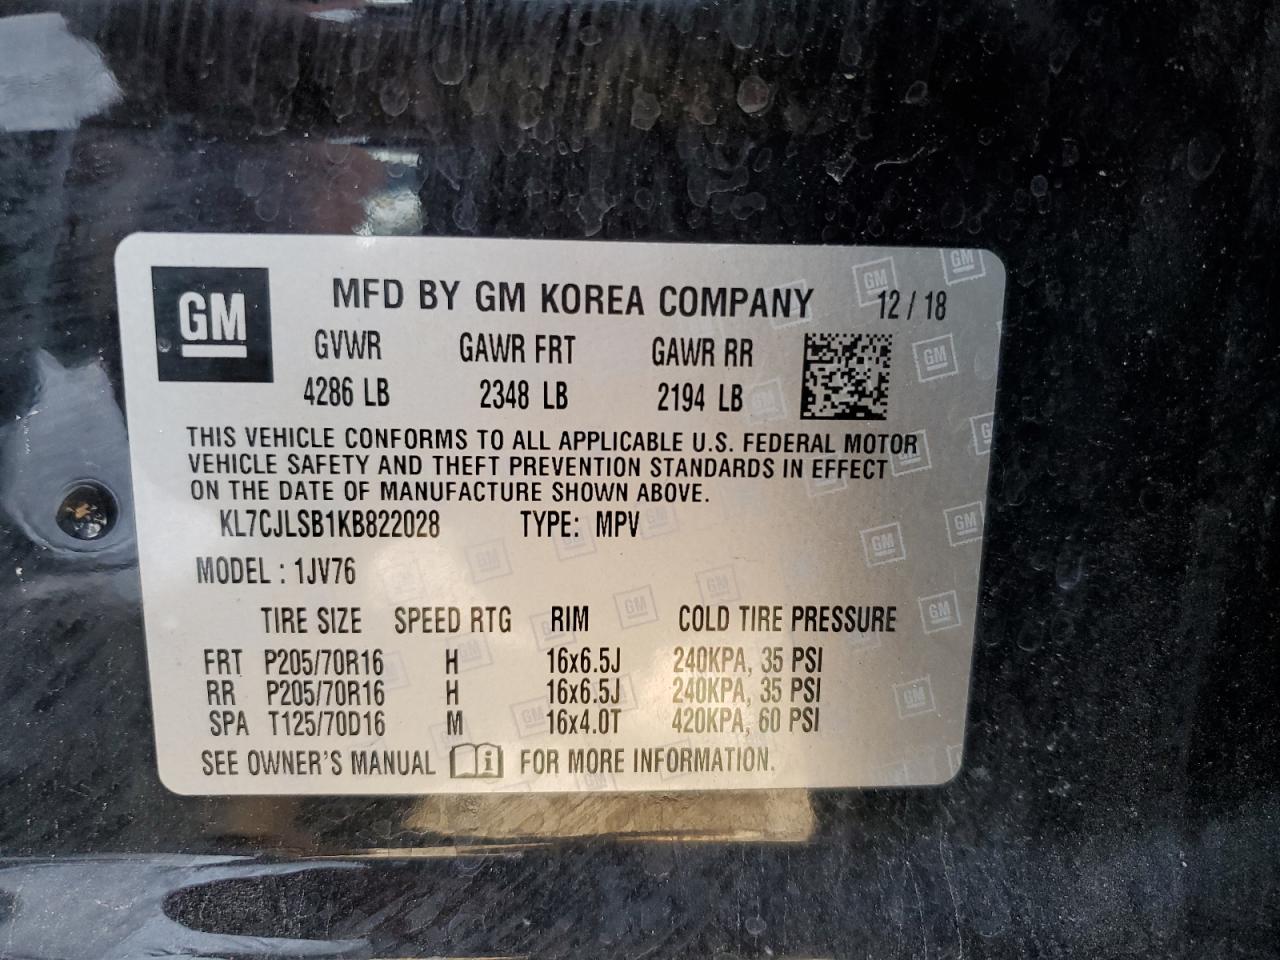 GM MFD BY GM KOREA COMPANY 12 / 18
GVWR GAWR FRT GAWR RR
4286 LB 2348 LB 2194 LB
THIS VEHICLE CONFORMS TO ALL APPLICABLE U.S. FEDERAL MOTOR
VEHICLE SAFETY AND THEFT PREVENTION STANDARDS IN EFFECT
ON THE DATE OF MANUFACTURE SHOWN ABOVE.
KL7CJLSB1KB822028 TYPE: MPV
MODEL : 1JV76
TIRE SIZE SPEED RTG RIM COLD TIRE PRESSURE
FRT P205/70R16 H 16x6.5J 240KPA, 35 PSI
RR P205/70R16 H 16x6.5J 240KPA, 35 PSI
SPA T125/70D16 M 16x4.0T 420KPA, 60 PSI
SEE OWNER'S MANUAL i FOR MORE INFORMATION.